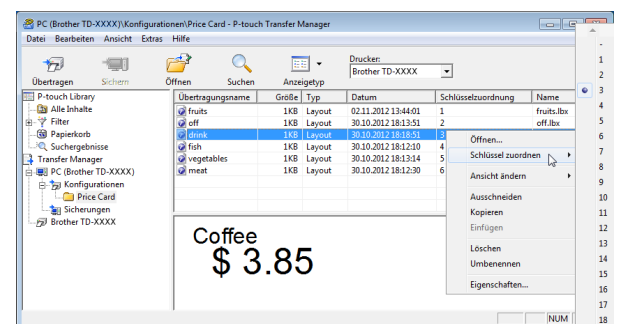 PC (Brother TD-XXXX)\Konfigurationen\Price Card - P-touch Transfer Manager
Datei Bearbeiten Ansicht Extras Hilfe
Übertragen Sichern Öffnen Suchen Anzeigetyp
Drucker:
Brother TD-XXXX
P-touch Library
Alle Inhalte
Filter
Papierkorb
Suchergebnisse
Transfer Manager
PC (Brother TD-XXXX)
Konfigurationen
Price Card
Sicherungen
Brother TD-XXXX
Übertragungsname Größe Typ Datum Schlüsselzuordnung Name
fruits 1KB Layout 02.11.2012 13:44:01 1 fruits.lbx
off 1KB Layout 30.10.2012 18:13:51 2 off.lbx
drink 1KB Layout 30.10.2012 18:18:51 3
fish 1KB Layout 30.10.2012 18:12:10 4
vegetables 1KB Layout 30.10.2012 18:13:14 5
meat 1KB Layout 30.10.2012 18:12:30 6
Coffee
$ 3.85
Öffnen...
Schlüssel zuordnen
Ansicht ändern
Ausschneiden
Kopieren
Einfügen
Löschen
Umbenennen
Eigenschaften...
-
1
2
3
4
5
6
7
8
9
10
11
12
13
14
15
16
17
18
NUM